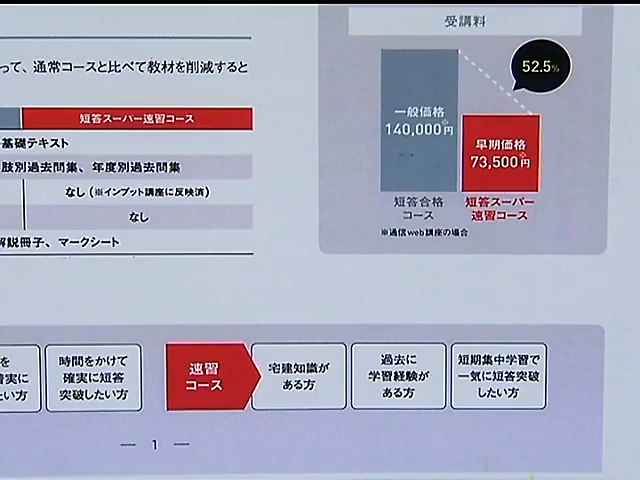 って、通常コースと比べて教材を削減すると
短答スーパー速習コース
基礎テキスト
肢別過去問集、年度別過去問集
なし(※インプット講座に反映済)
なし
解説冊子、マークシート
受講料
52.5%
一般価格
140,000円※
早期価格
73,500円※
短答合格
コース
短答スーパー
速習コース
※通信web講座の場合
を
着実に
たい方
時間をかけて
確実に短答
突破したい方
速習
コース
宅建知識が
ある方
過去に
学習経験が
ある方
短期集中学習で
一気に短答突破
したい方
— 1 —